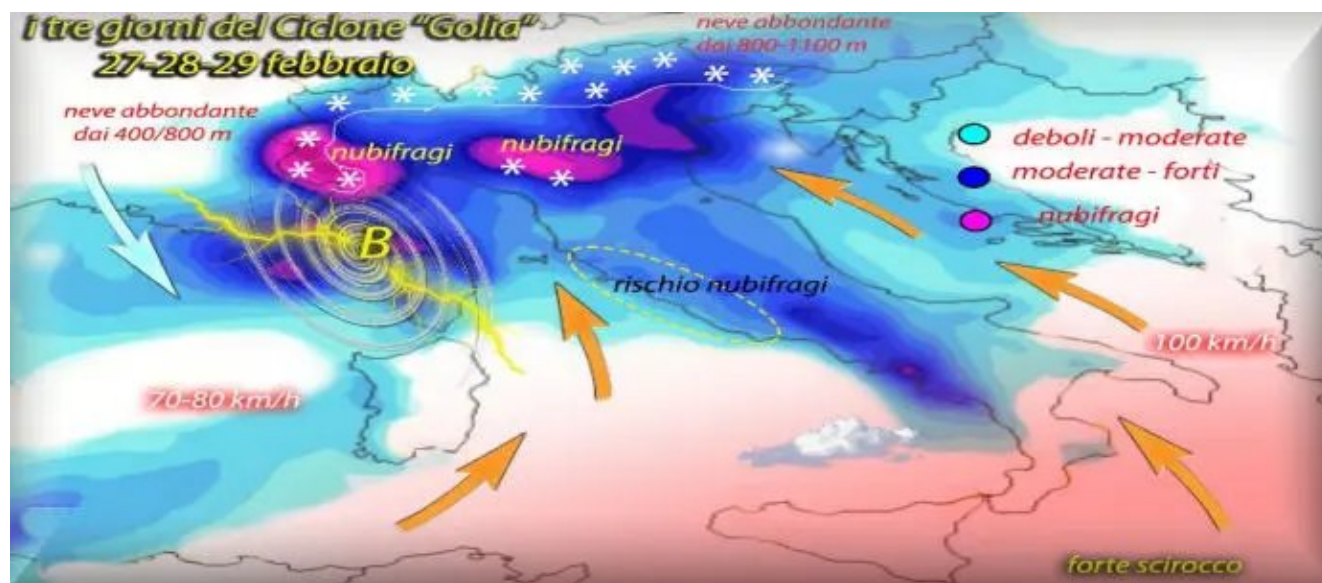 i tre giorni del Ciclone "Golia"
27-28-29 febbraio
neve abbondante
dai 800-1100 m
neve abbondante
dai 400/800 m
nubifragi
nubifragi
deboli - moderate
moderate - forti
nubifragi
B
rischio nubifragi
100 km/h
70-80 km/h
forte scirocco